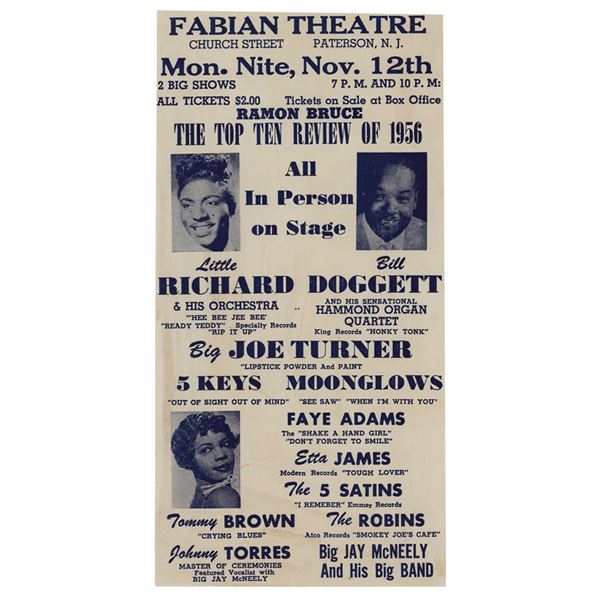 FABIAN THEATRE
CHURCH STREET PATERSON, N. J.
Mon. Nite, Nov. 12th
2 BIG SHOWS 7 P. M. AND 10 P. M:
ALL TICKETS $2.00 Tickets on Sale at Box Office
RAMON BRUCE
THE TOP TEN REVIEW OF 1956
All
In Person
on Stage
Little
RICHARD
& HIS ORCHESTRA ..
"HEE BEE JEE BEE'
"READY TEDDY" Specialty Records
"RIP IT UP"
Bill
DOGGETT
AND HIS SENSATIONAL
HAMMOND ORGAN
QUARTET
King Records "HONKY TONK"
Big JOE TURNER
"LIPSTICK POWDER And PAINT
5 KEYS MOONGLOWS
"OUT OF SIGHT OUT OF MIND" "SEE SAW" "WHEN I'M WITH YOU'
FAYE ADAMS
The "SHAKE A HAND GIRL"
"DON'T FORGET TO SMILE"
Etta JAMES
Modern Records "TOUGH LOVER"
The 5 SATINS
"I REMEBER" Emmer Records
Tommy BROWN
"CRYING BLUES"
The ROBINS
Atco Records "SMOKEY JOE'S CAFE"
Johnny TORRES
MASTER OF CEREMONIES
Featured Vocalist with
BIG JAY McNEELY
Big JAY McNEELY
And His Big BAND